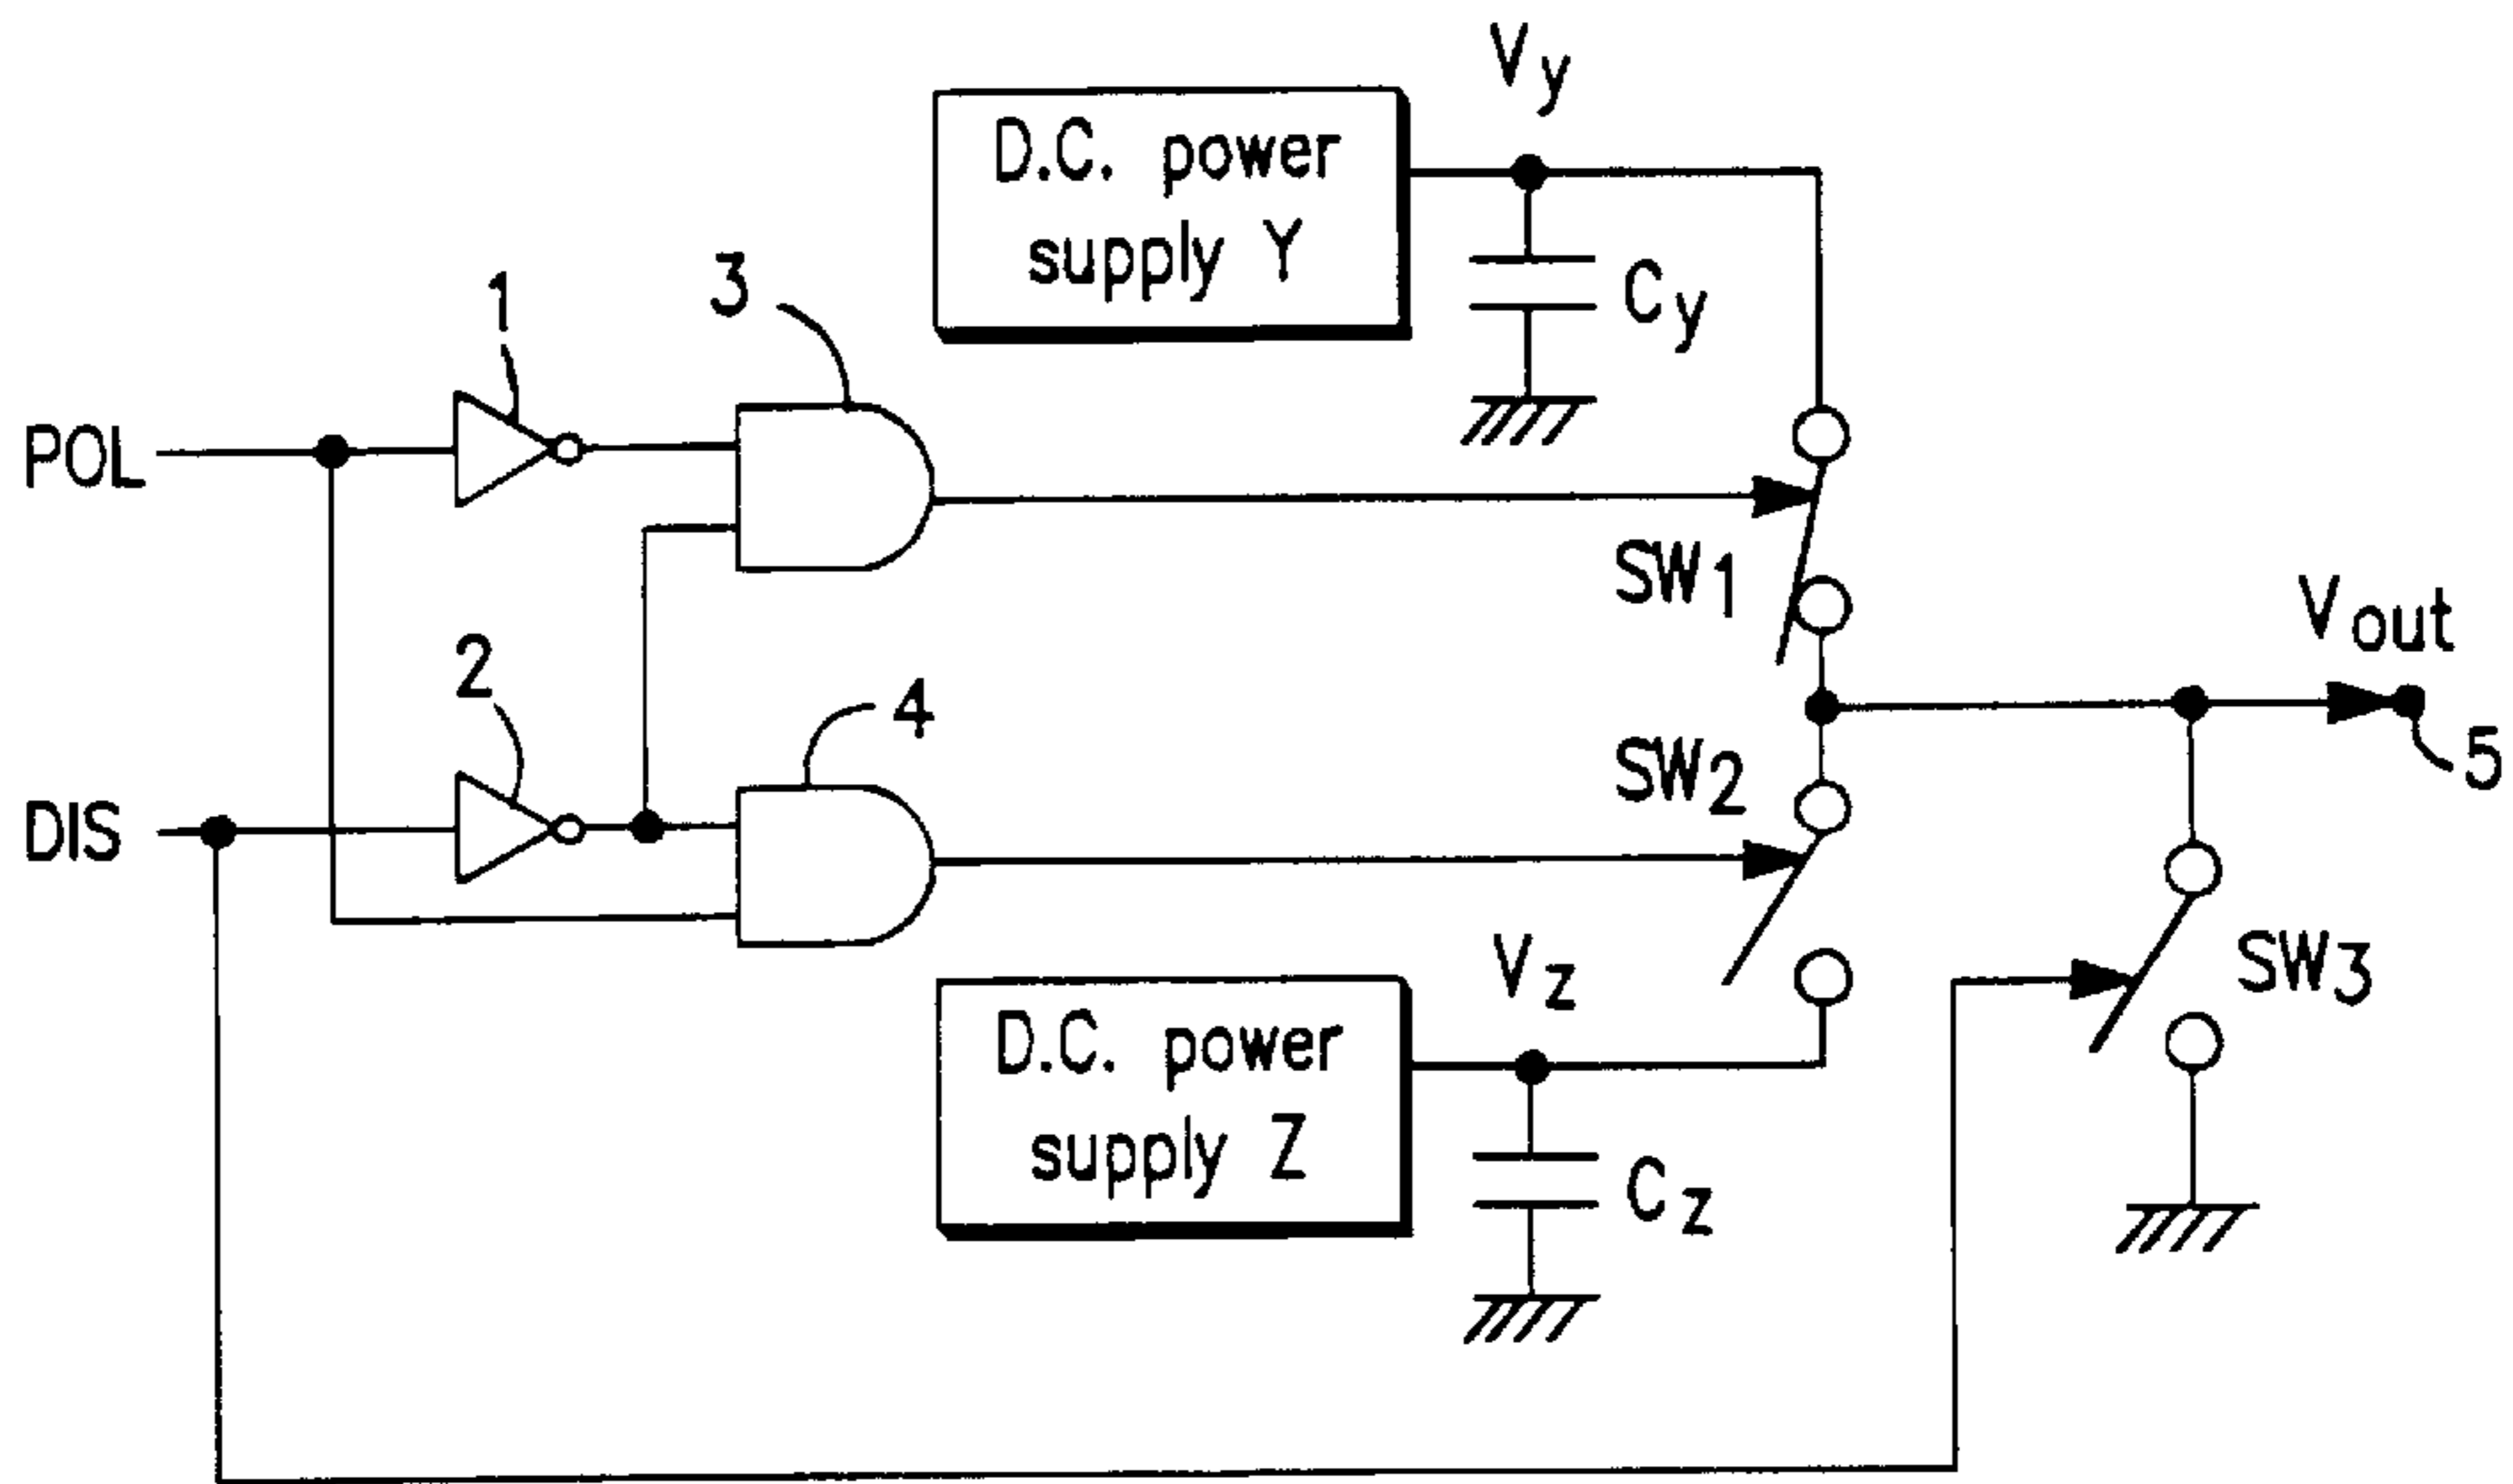 Vy
D.C. power
supply Y
Cy
3
1
POL
SW1
Vout
2
4
SW2
5
DIS
Vz
SW3
D.C. power
supply Z
Cz